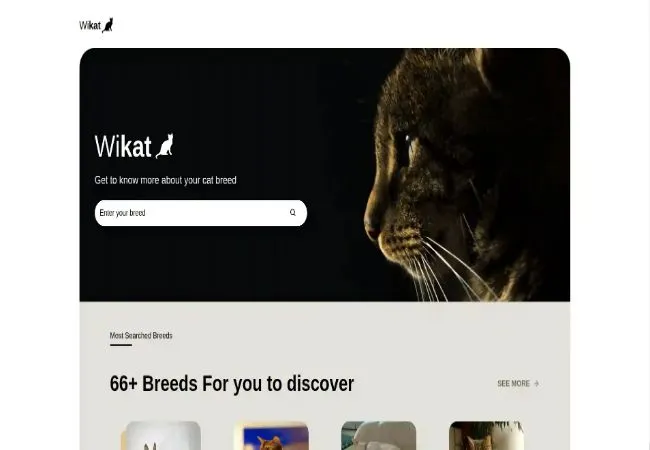 Wikat
Wikat
Get to know more about your cat breed
Enter your breed
Most Searched Breeds
66+ Breeds For you to discover
SEE MORE →